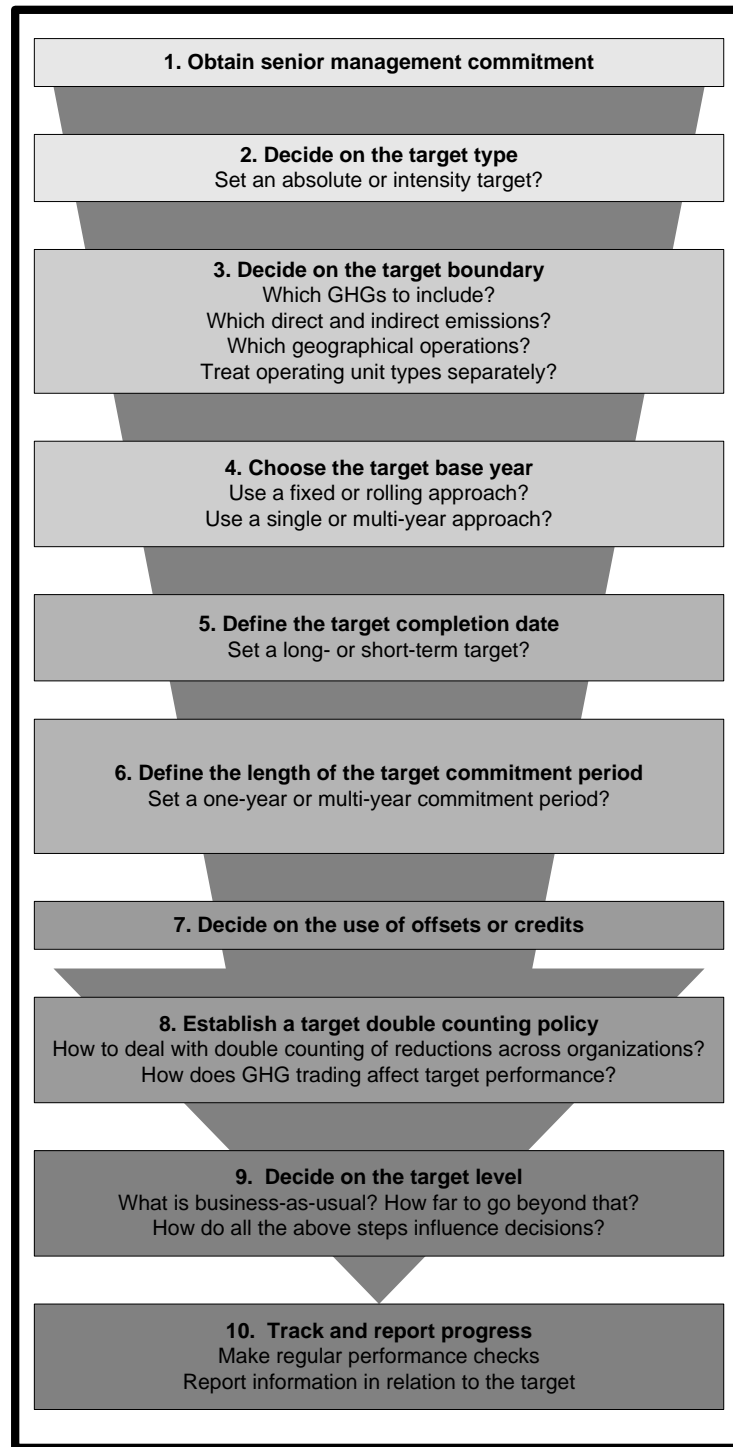 1. Obtain senior management commitment
2. Decide on the target type
Set an absolute or intensity target?
3. Decide on the target boundary
Which GHGs to include?
Which direct and indirect emissions?
Which geographical operations?
Treat operating unit types separately?
4. Choose the target base year
Use a fixed or rolling approach?
Use a single or multi-year approach?
5. Define the target completion date
Set a long- or short-term target?
6. Define the length of the target commitment period
Set a one-year or multi-year commitment period?
7. Decide on the use of offsets or credits
8. Establish a target double counting policy
How to deal with double counting of reductions across organizations?
How does GHG trading affect target performance?
9. Decide on the target level
What is business-as-usual? How far to go beyond that?
How do all the above steps influence decisions?
10. Track and report progress
Make regular performance checks
Report information in relation to the target